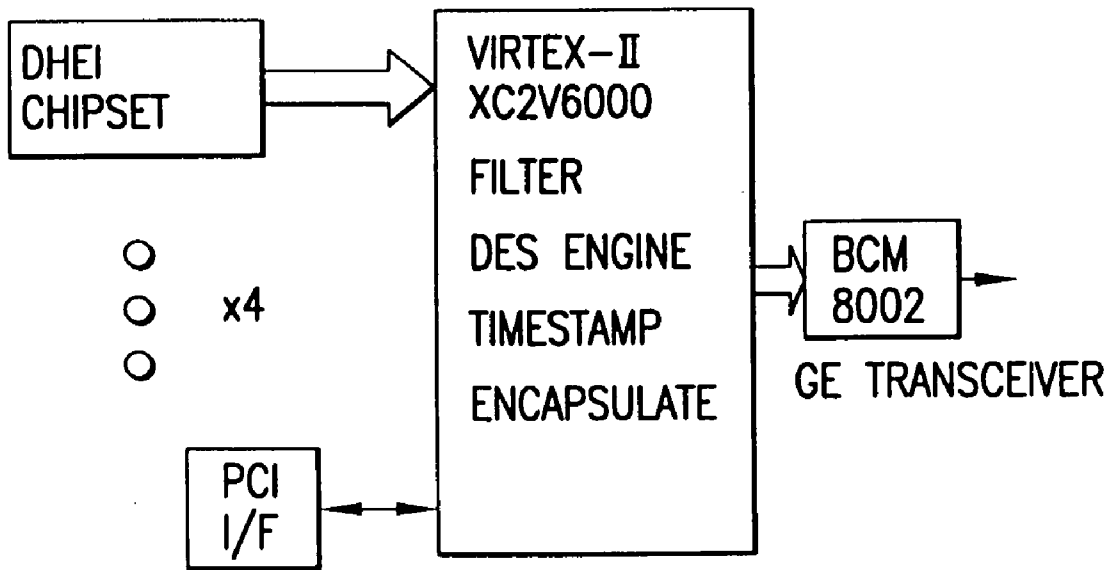 DHEI
CHIPSET
VIRTEX-II
XC2V6000
FILTER
DES ENGINE
TIMESTAMP
ENCAPSULATE
x4
BCM
8002
GE TRANSCEIVER
PCI
I/F